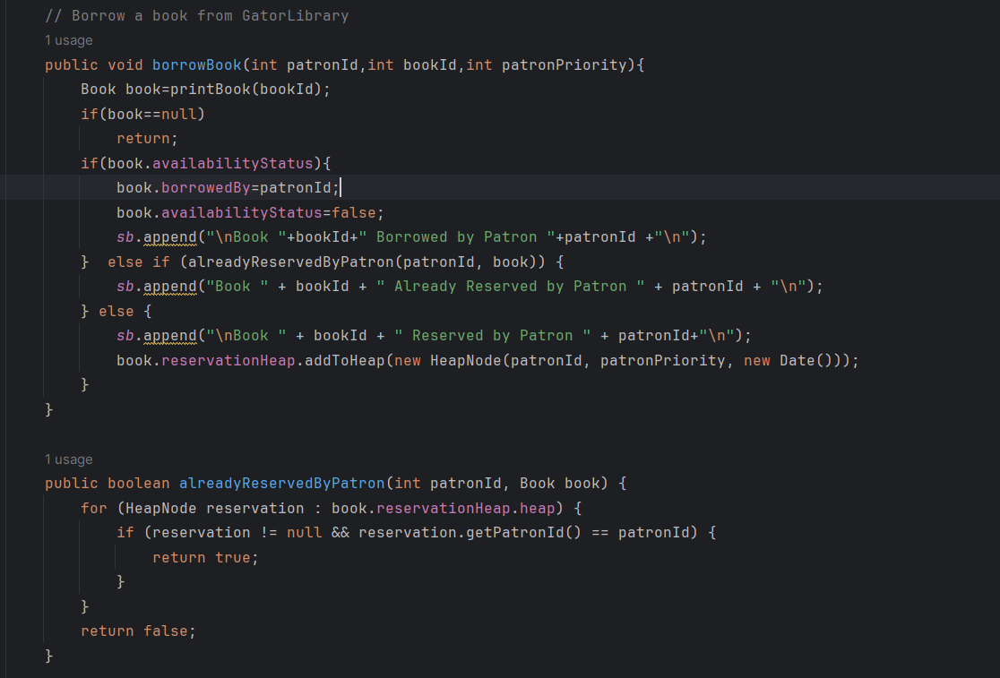 // Borrow a book from GatorLibrary
1 usage
public void borrowBook(int patronId,int bookId,int patronPriority){
    Book book=printBook(bookId);
    if(book==null)
        return;
    if(book.availabilityStatus){
        book.borrowedBy=patronId;
        book.availabilityStatus=false;
        sb.append("\nBook "+bookId+" Borrowed by Patron "+patronId +"\n");
    }  else if (alreadyReservedByPatron(patronId, book)) {
        sb.append("Book " + bookId + " Already Reserved by Patron " + patronId + "\n");
    } else {
        sb.append("\nBook " + bookId + " Reserved by Patron " + patronId+"\n");
        book.reservationHeap.addToHeap(new HeapNode(patronId, patronPriority, new Date()));
    }
}
1 usage
public boolean alreadyReservedByPatron(int patronId, Book book) {
    for (HeapNode reservation : book.reservationHeap.heap) {
        if (reservation != null && reservation.getPatronId() == patronId) {
            return true;
        }
    }
    return false;
}